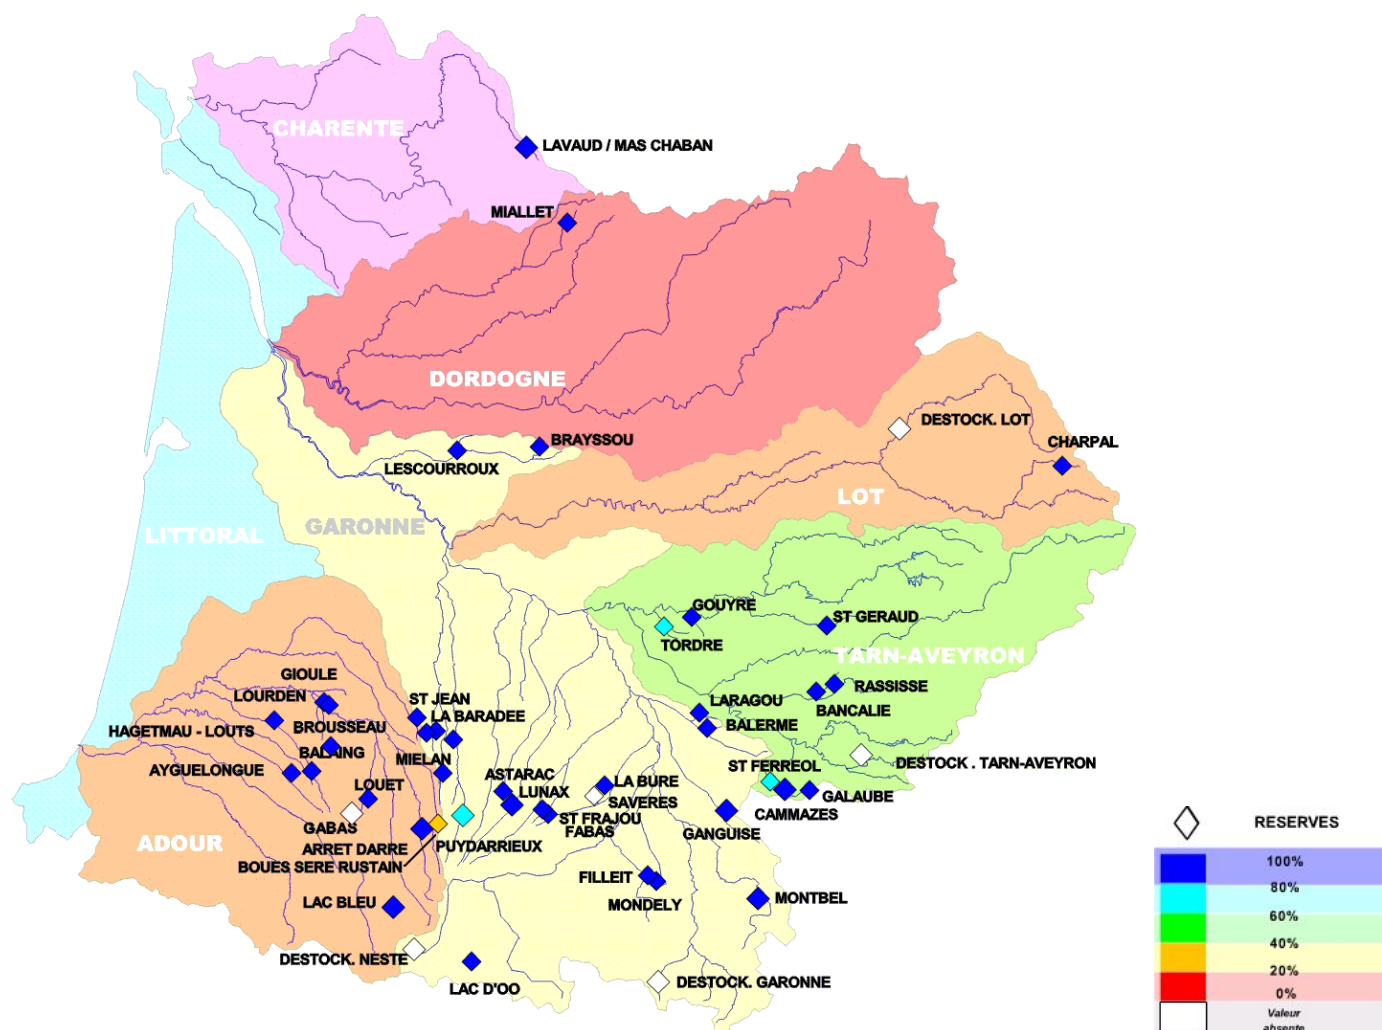 CHARENTE
LAVAUD / MAS CHABAN
MIALLET
DORDOGNE
DESTOCK. LOT
BRAYSSOU
CHARPAL
LESCOURROUX
LOT
GARONNE
LITTORAL
GOUYRE
ST GERAUD
TORDRE
TARN-AVEYRON
GIOULE
RASSISSE
LOURDEN
ST JEAN
LARAGOU
BANCALIE
LA BARADEE
HAGETMAU - LOUTS
BROUSSEAU
BALERME
BALAING
MIELAN
DESTOCK . TARN-AVEYRON
AYGUELONGUE
ASTARAC
ST FERREOL
LOUET
LUNAX
LA BURE
GALAUBE
SAVERES
CAMMAZES
ST FRAJOU
GABAS
FABAS
GANGUISE
ADOUR
ARRET DARRE
PUYDARRIEUX
BOUES SERE RUSTAIN
FILLEIT
LAC BLEU
MONDELY
MONTBEL
DESTOCK. NESTE
DESTOCK. GARONNE
LAC D'OO
RESERVES
100%
80%
60%
40%
20%
0%
Valeur
absente